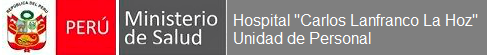 PERÚ
Ministerio
de Salud
Hospital "Carlos Lanfranco La Hoz"
Unidad de Personal